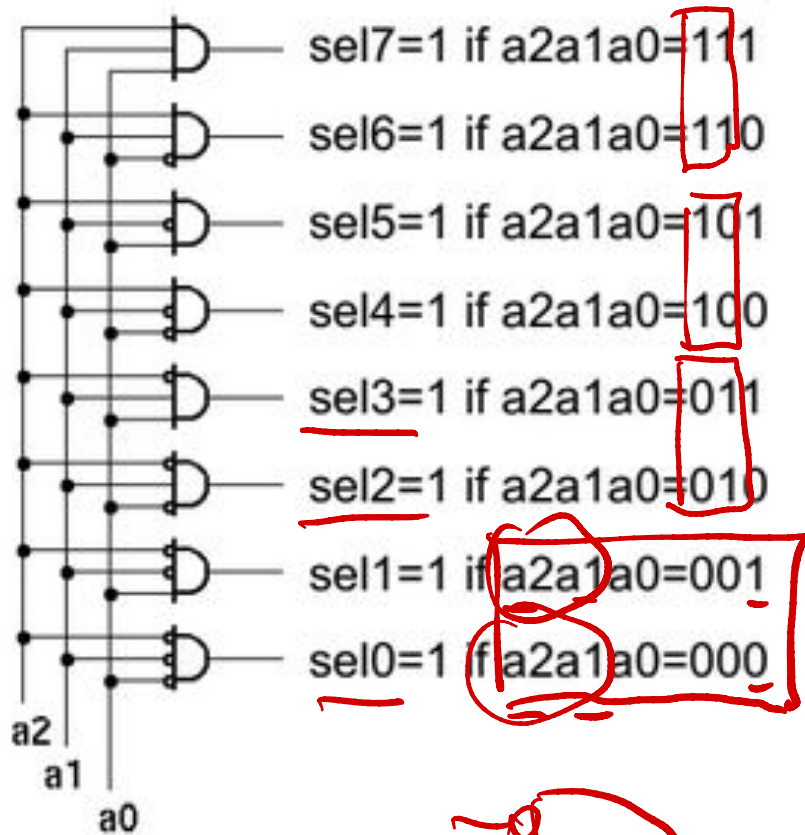 sel7=1 if a2a1a0=111
sel6=1 if a2a1a0=110
sel5=1 if a2a1a0=101
sel4=1 if a2a1a0=100
sel3=1 if a2a1a0=011
sel2=1 if a2a1a0=010
sel1=1 if a2a1a0=001
sel0=1 if a2a1a0=000
a2
a1
a0